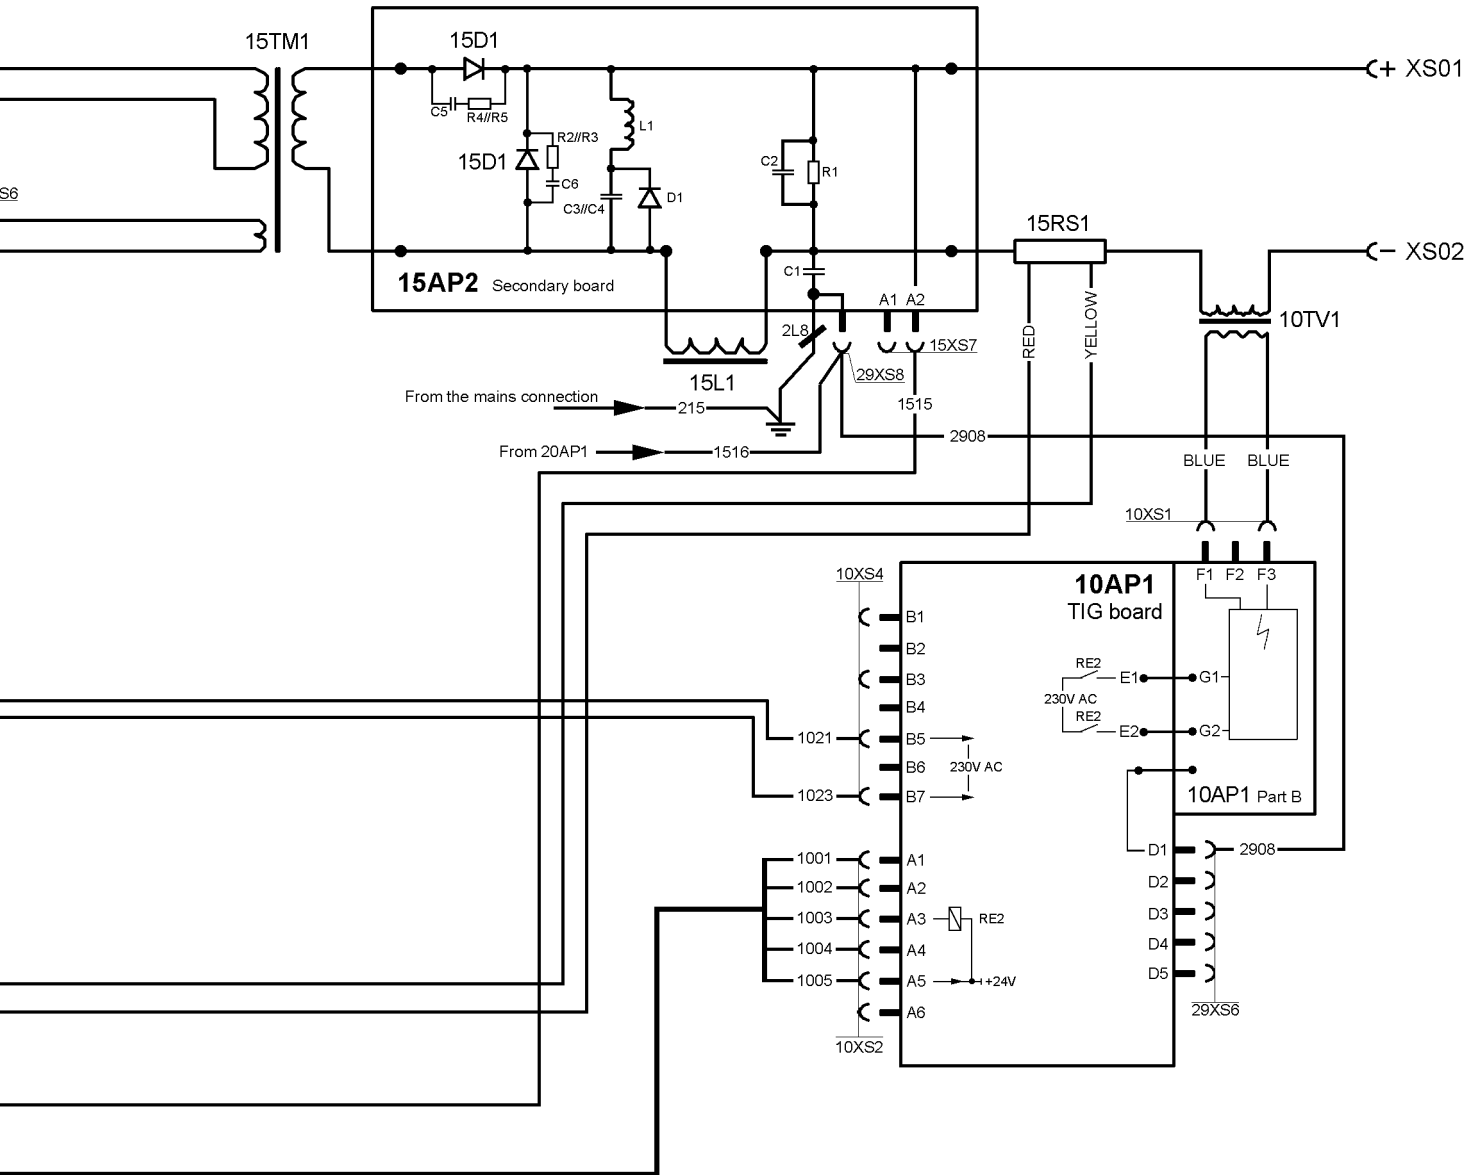 15TM1
15D1
XS01
C5
R4//R5
L1
R2//R3
15D1
C2
R1
C6
C3//C4
D1
S6
15RS1
XS02
C1
15AP2 Secondary board
A1 A2
2L8
15XS7
RED
YELLOW
10TV1
29XS8
15L1
From the mains connection
215
1515
2908
From 20AP1
1516
BLUE BLUE
10XS1
10XS4
10AP1
TIG board
F1 F2 F3
B1
B2
RE2
B3
E1
G1
230V AC
B4
RE2
1021
B5
E2
G2
B6
230V AC
1023
B7
10AP1 Part B
D1
2908
1001
A1
1002
A2
D2
1003
A3
RE2
D3
1004
A4
D4
1005
A5
+24V
D5
A6
29XS6
10XS2